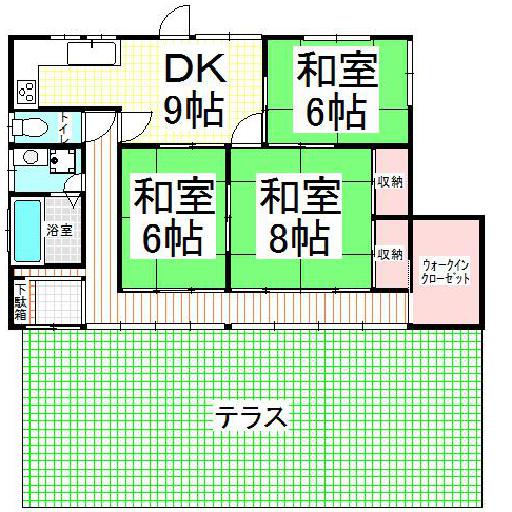 DK
9帖
和室
6帖
トイレ
和室
6帖
和室
8帖
収納
浴室
収納
ウォークイン
クローゼット
下駄箱
テラス